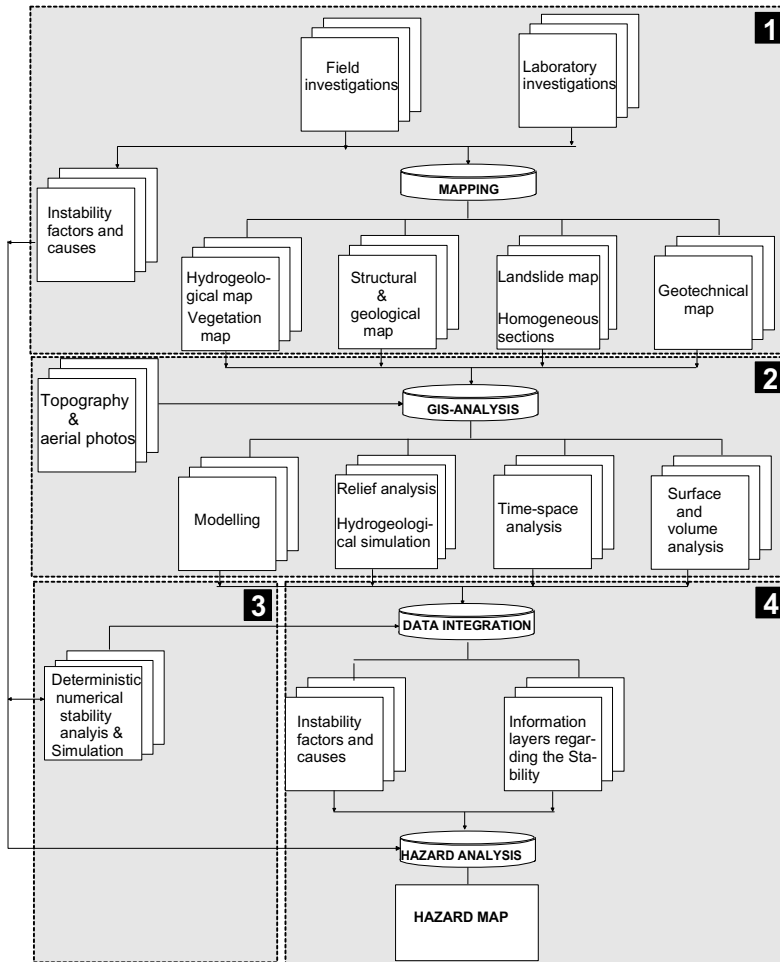 1
Field
investigations
Laboratory
investigations
MAPPING
Instability
factors and
causes
Hydrogeolo-
gical map
Vegetation
map
Structural
&
geological
map
Landslide map
Homogeneous
sections
Geotechnical
map
2
Topography
&
aerial photos
GIS-ANALYSIS
Modelling
Relief analysis
Hydrogeologi-
cal simulation
Time-space
analysis
Surface
and
volume
analysis
3
4
DATA INTEGRATION
Deterministic
numerical
stability
analyis &
Simulation
Instability
factors and
causes
Information
layers regar-
ding the Sta-
bility
HAZARD ANALYSIS
HAZARD MAP